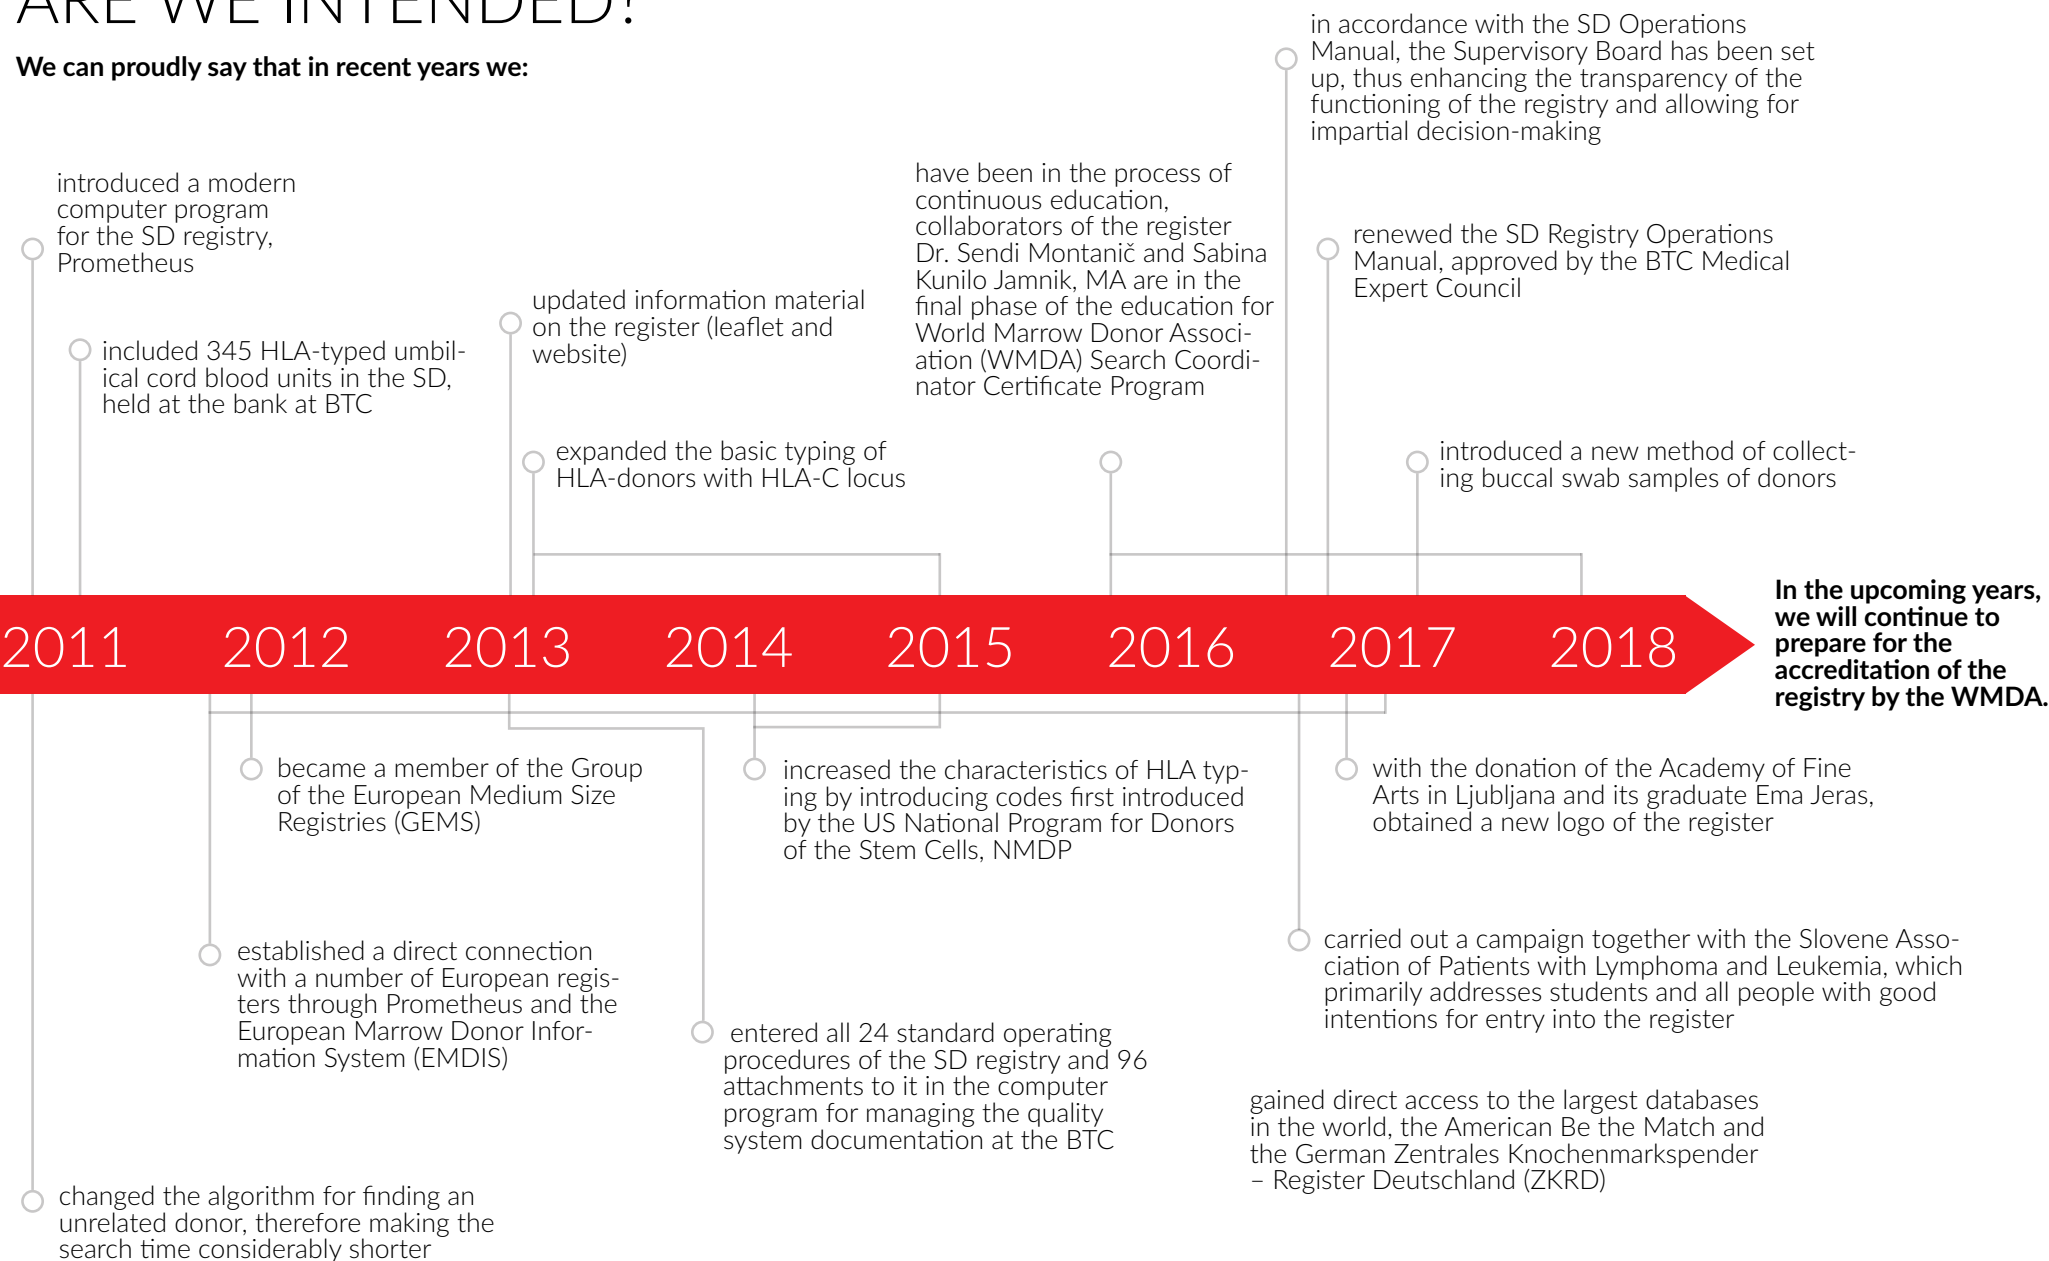 ARE WE INTENDED?
We can proudly say that in recent years we:
introduced a modern
computer program
for the SD registry,
Prometheus
included 345 HLA-typed umbil-
ical cord blood units in the SD,
held at the bank at BTC
updated information material
on the register (leaflet and
website)
expanded the basic typing of
HLA-donors with HLA-C locus
have been in the process of
continuous education,
collaborators of the register
Dr. Sendi Montanič and Sabina
Kunilo Jamnik, MA are in the
final phase of the education for
World Marrow Donor Associ-
ation (WMDA) Search Coordi-
nator Certificate Program
in accordance with the SD Operations
Manual, the Supervisory Board has been set
up, thus enhancing the transparency of the
functioning of the registry and allowing for
impartial decision-making
renewed the SD Registry Operations
Manual, approved by the BTC Medical
Expert Council
introduced a new method of collect-
ing buccal swab samples of donors
2011 2012 2013 2014 2015 2016 2017 2018
In the upcoming years,
we will continue to
prepare for the
accreditation of the
registry by the WMDA.
became a member of the Group
of the European Medium Size
Registries (GEMS)
established a direct connection
with a number of European regis-
ters through Prometheus and the
European Marrow Donor Infor-
mation System (EMDIS)
changed the algorithm for finding an
unrelated donor, therefore making the
search time considerably shorter
increased the characteristics of HLA typ-
ing by introducing codes first introduced
by the US National Program for Donors
of the Stem Cells, NMDP
entered all 24 standard operating
procedures of the SD registry and 96
attachments to it in the computer
program for managing the quality
system documentation at the BTC
with the donation of the Academy of Fine
Arts in Ljubljana and its graduate Ema Jeras,
obtained a new logo of the register
carried out a campaign together with the Slovene Asso-
ciation of Patients with Lymphoma and Leukemia, which
primarily addresses students and all people with good
intentions for entry into the register
gained direct access to the largest databases
in the world, the American Be the Match and
the German Zentrales Knochenmarkspender
– Register Deutschland (ZKRD)